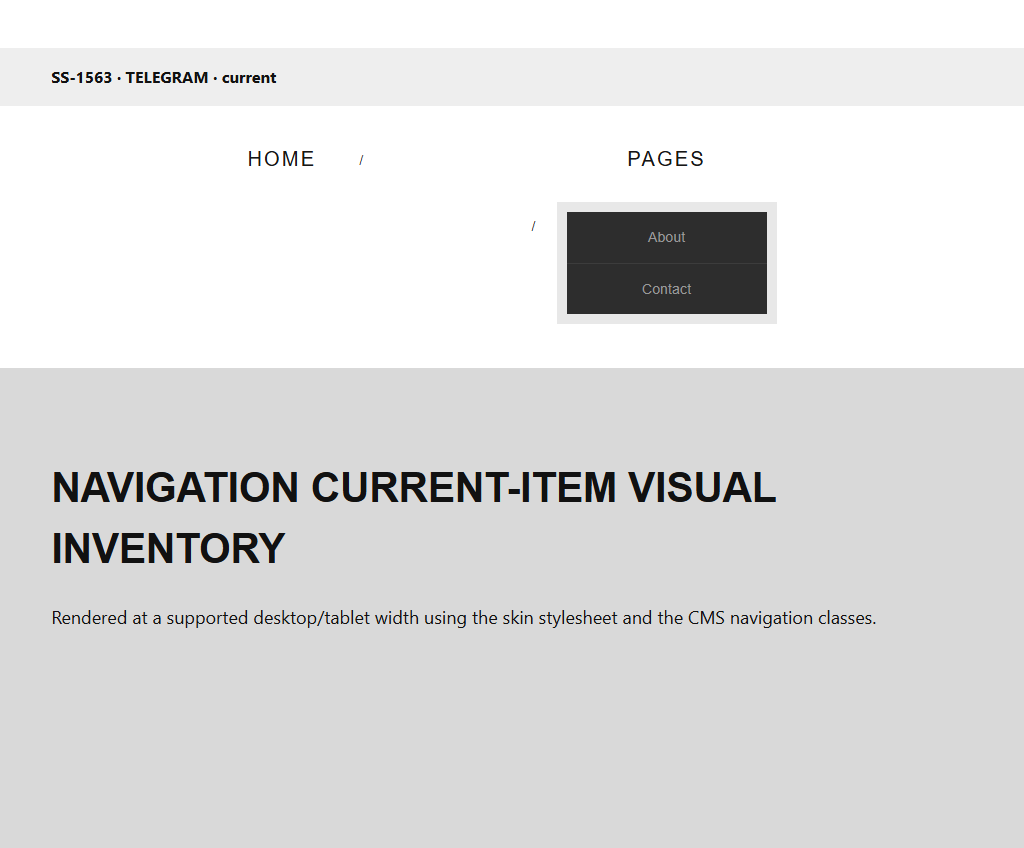 SS-1563 · TELEGRAM · current
HOME / PAGES
/
About
Contact
NAVIGATION CURRENT-ITEM VISUAL
INVENTORY
Rendered at a supported desktop/tablet width using the skin stylesheet and the CMS navigation classes.